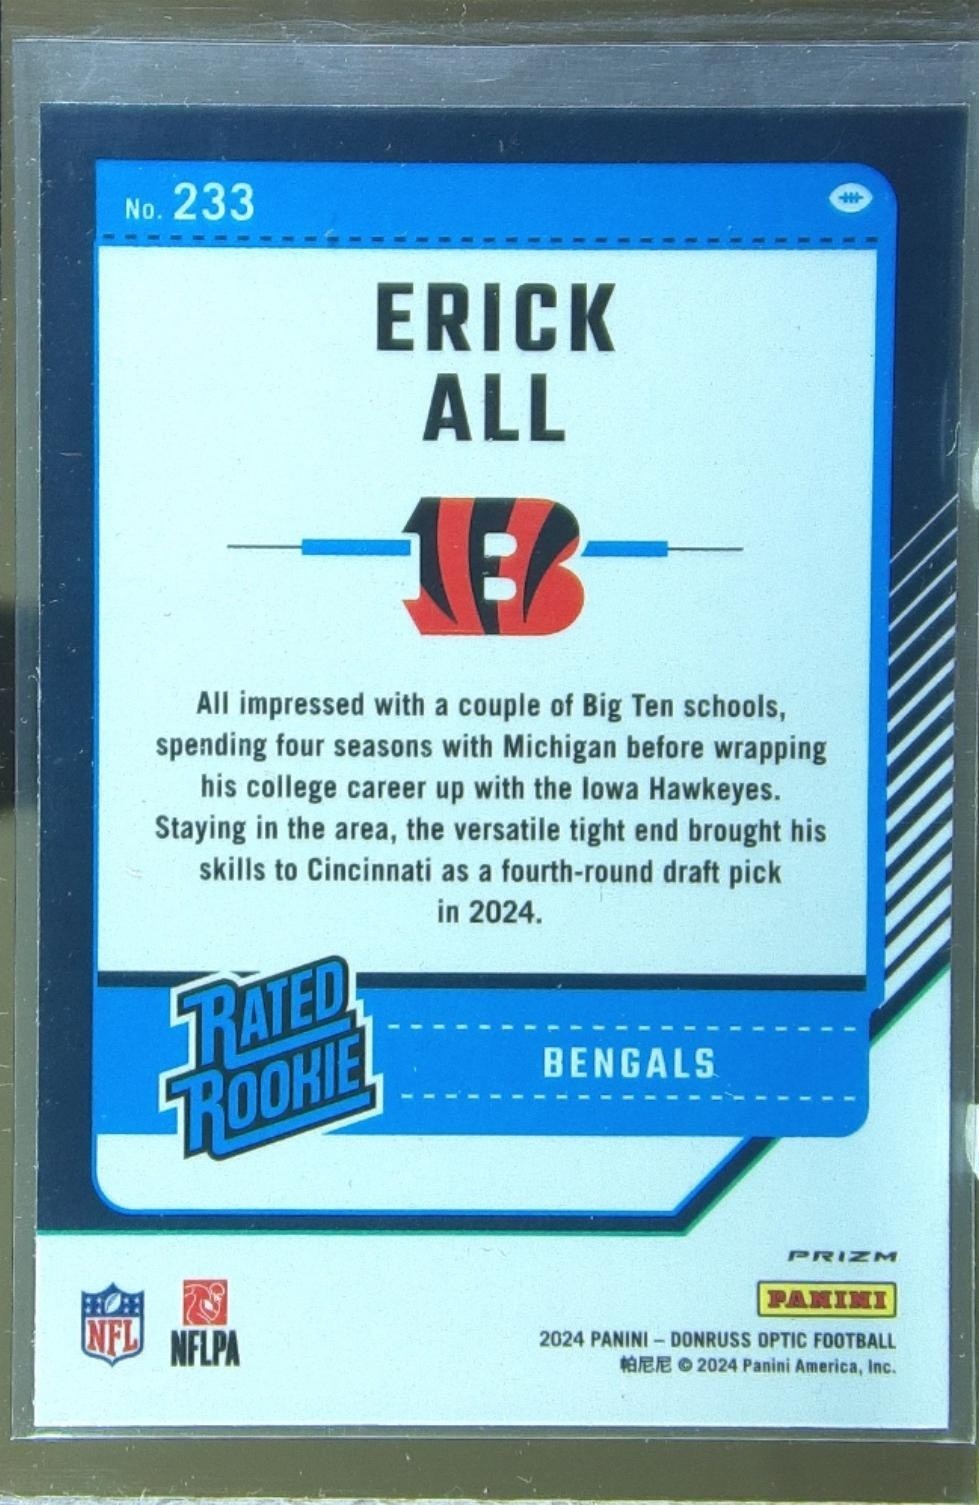 No. 233
ERICK
ALL
B
All impressed with a couple of Big Ten schools,
spending four seasons with Michigan before wrapping
his college career up with the Iowa Hawkeyes.
Staying in the area, the versatile tight end brought his
skills to Cincinnati as a fourth-round draft pick
in 2024.
RATED
ROOKIE
BENGALS
PRIZM
PANINI
NFL
NFLPA
2024 PANINI – DONRUSS OPTIC FOOTBALL
帕尼尼 © 2024 Panini America, Inc.